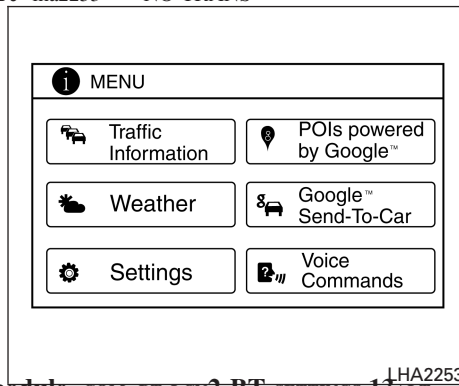 MENU
Traffic Information
POIs powered by Google™
Weather
Google™ Send-To-Car
Settings
Voice Commands
LHA2253